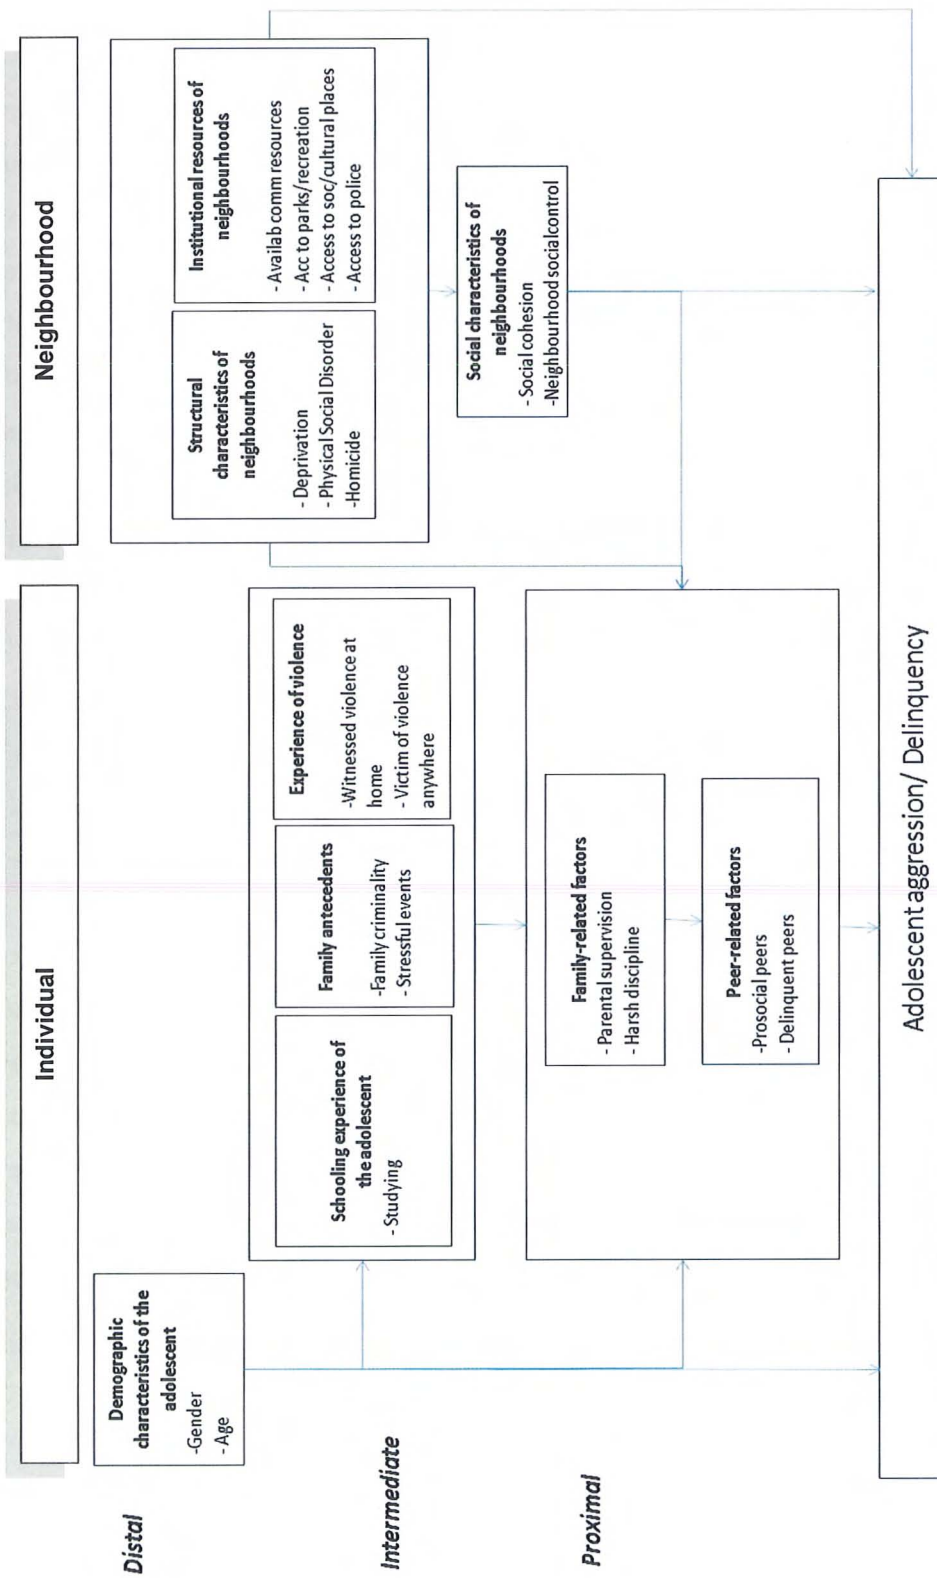 Individual
Neighbourhood
Distal
Demographic
characteristics of the
adolescent
-Gender
- Age
Structural
characteristics of
neighbourhoods
- Deprivation
- Physical Social Disorder
-Homicide
Institutional resources of
neighbourhoods
- Availab comm resources
- Acc to parks/recreation
- Access to soc/cultural places
- Access to police
Intermediate
Schooling experience of
the adolescent
- Studying
Family antecedents
-Family criminality
- Stressful events
Experience of violence
-Witnessed violence at
home
- Victim of violence
anywhere
Social characteristics of
neighbourhoods
- Social cohesion
-Neighbourhood socialcontrol
Proximal
Family-related factors
- Parental supervision
- Harsh discipline
Peer-related factors
-Prosocial peers
- Delinquent peers
Adolescent aggression/ Delinquency